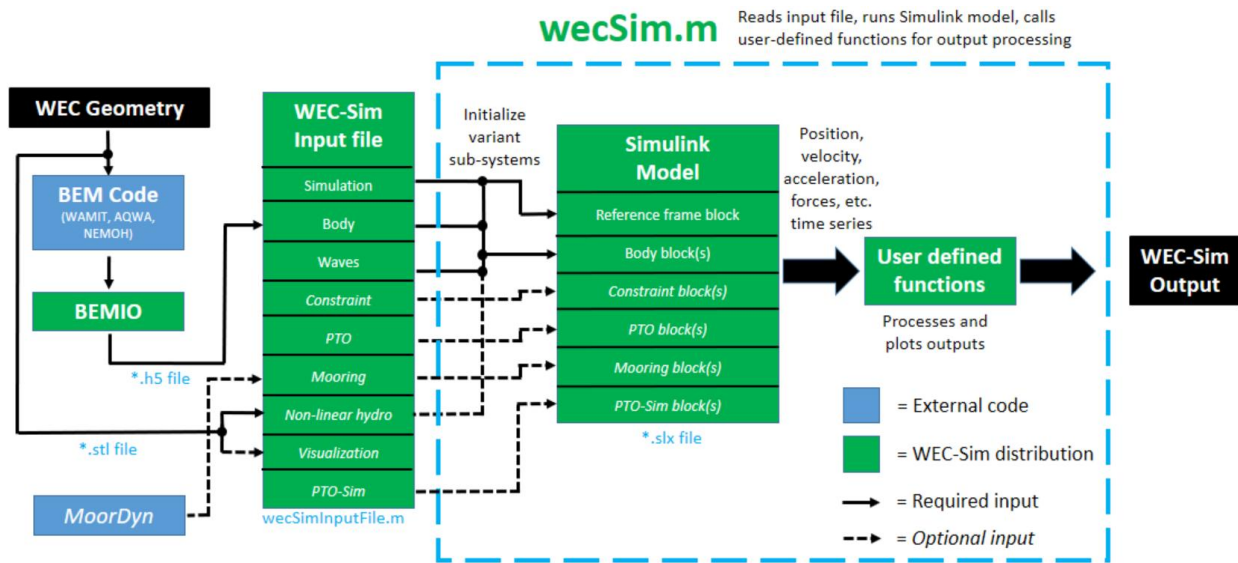 wecSim.m
Reads input file, runs Simulink model, calls
user-defined functions for output processing
WEC Geometry
BEM Code
(WAMIT, AQWA,
NEMOH)
BEMIO
*.h5 file
*.stl file
MoorDyn
WEC-Sim
Input file
Simulation
Body
Waves
Constraint
PTO
Mooring
Non-linear hydro
Visualization
PTO-Sim
wecSimInputFile.m
Initialize
variant
sub-systems
Simulink
Model
Reference frame block
Body block(s)
Constraint block(s)
PTO block(s)
Mooring block(s)
PTO-Sim block(s)
*.slx file
Position,
velocity,
acceleration,
forces, etc.
time series
User defined
functions
Processes and
plots outputs
WEC-Sim
Output
= External code
= WEC-Sim distribution
= Required input
= Optional input